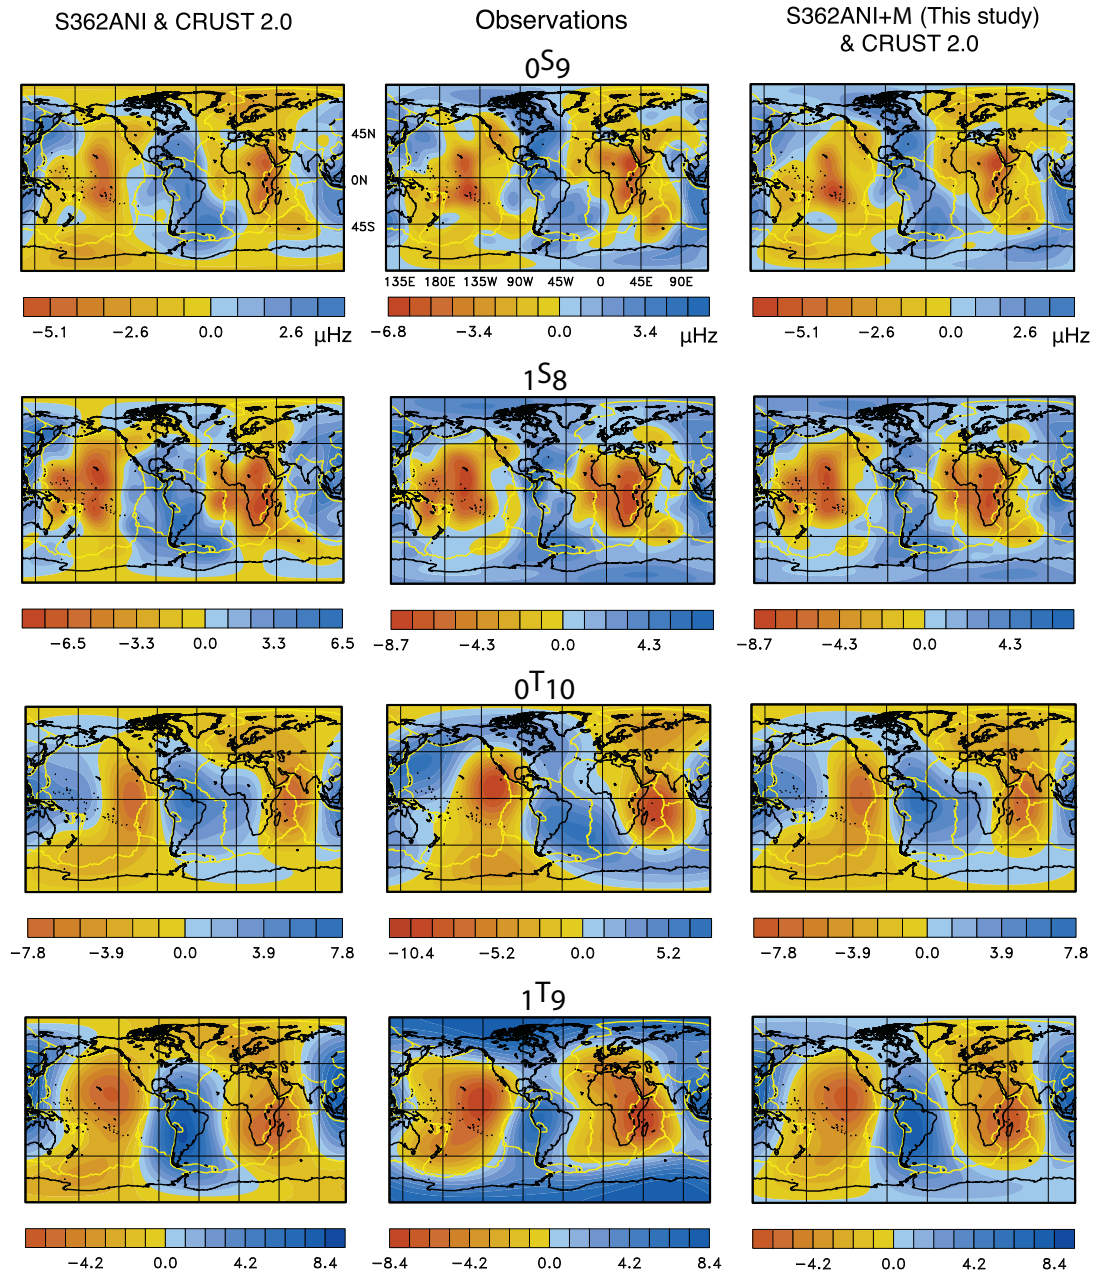 S362ANI & CRUST 2.0
Observations
S362ANI+M (This study)
& CRUST 2.0
0S9
45N
0N
45S
135E 180E 135W 90W 45W 0 45E 90E
−5.1 −2.6 0.0 2.6 μHz
−6.8 −3.4 0.0 3.4 μHz
−5.1 −2.6 0.0 2.6 μHz
1S8
−6.5 −3.3 0.0 3.3 6.5
−8.7 −4.3 0.0 4.3
−8.7 −4.3 0.0 4.3
0T10
−7.8 −3.9 0.0 3.9 7.8
−10.4 −5.2 0.0 5.2
−7.8 −3.9 0.0 3.9 7.8
1T9
−4.2 0.0 4.2 8.4
−8.4 −4.2 0.0 4.2 8.4
−4.2 0.0 4.2 8.4